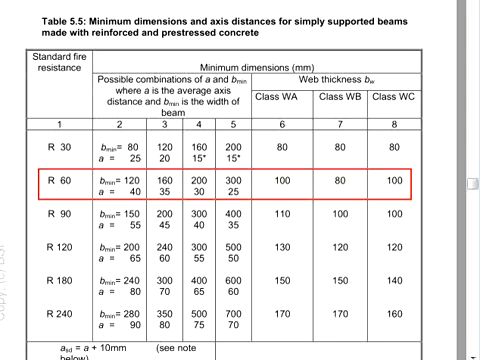 Table 5.5: Minimum dimensions and axis distances for simply supported beams
made with reinforced and prestressed concrete
Standard fire
resistance
Minimum dimensions (mm)
Possible combinations of a and bmin
where a is the average axis
distance and bmin is the width of
beam
Web thickness bw
Class WA Class WB Class WC
1 2 3 4 5 6 7 8
R 30 bmin= 80 120 160 200 80 80 80
a = 25 20 15* 15*
R 60 bmin= 120 160 200 300 100 80 100
a = 40 35 30 25
R 90 bmin= 150 200 300 400 110 100 100
a = 55 45 40 35
R 120 bmin= 200 240 300 500 130 120 120
a = 65 60 55 50
R 180 bmin= 240 300 400 600 150 150 140
a = 80 70 65 60
R 240 bmin= 280 350 500 700 170 170 160
a = 90 80 75 70
asd = a + 10mm (see note
below)